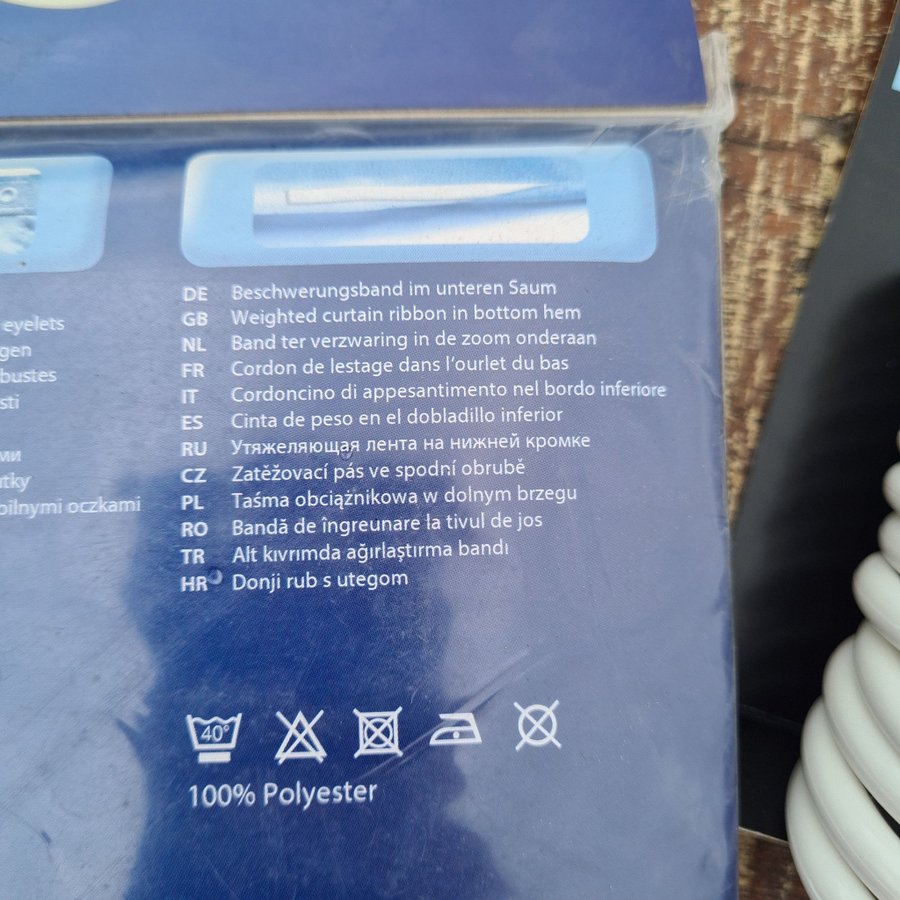 eyelets
gen
bustes
sti
ми
utky
bilnymi oczkami
DE Beschwerungsband im unteren Saum
GB Weighted curtain ribbon in bottom hem
NL Band ter verzwaring in de zoom onderaan
FR Cordon de lestage dans l'ourlet du bas
IT Cordoncino di appesantimento nel bordo inferiore
ES Cinta de peso en el dobladillo inferior
RU Утяжеляющая лента на нижней кромке
CZ Zatěžovací pás ve spodní obrubě
PL Taśma obciążnikowa w dolnym brzegu
RO Bandă de îngreunare la tivul de jos
TR Alt kıvrımda ağırlaştırma bandı
HR Donji rub s utegom
40°
100% Polyester